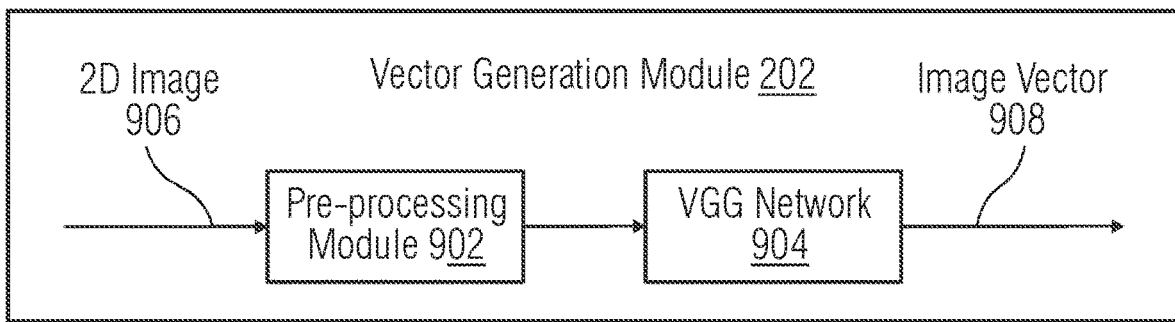 Vector Generation Module 202
2D Image
906
Image Vector
908
Pre-processing
Module 902
VGG Network
904